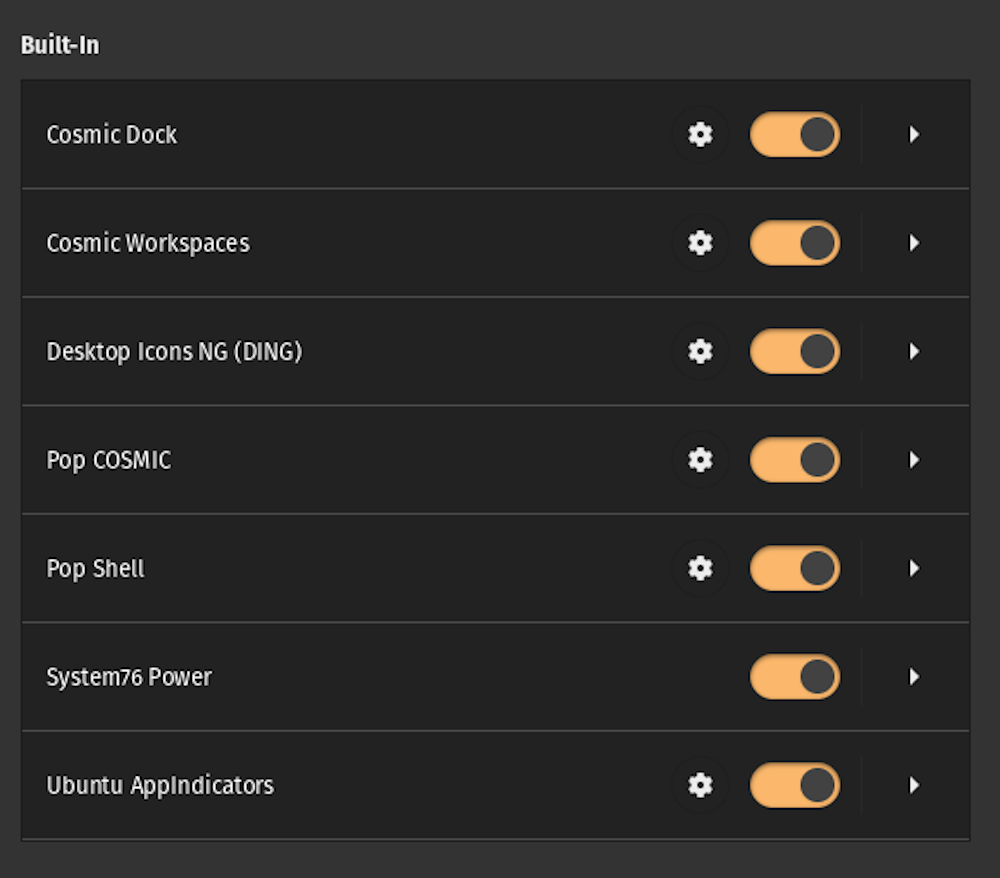 Built-In
Cosmic Dock
Cosmic Workspaces
Desktop Icons NG (DING)
Pop COSMIC
Pop Shell
System76 Power
Ubuntu AppIndicators